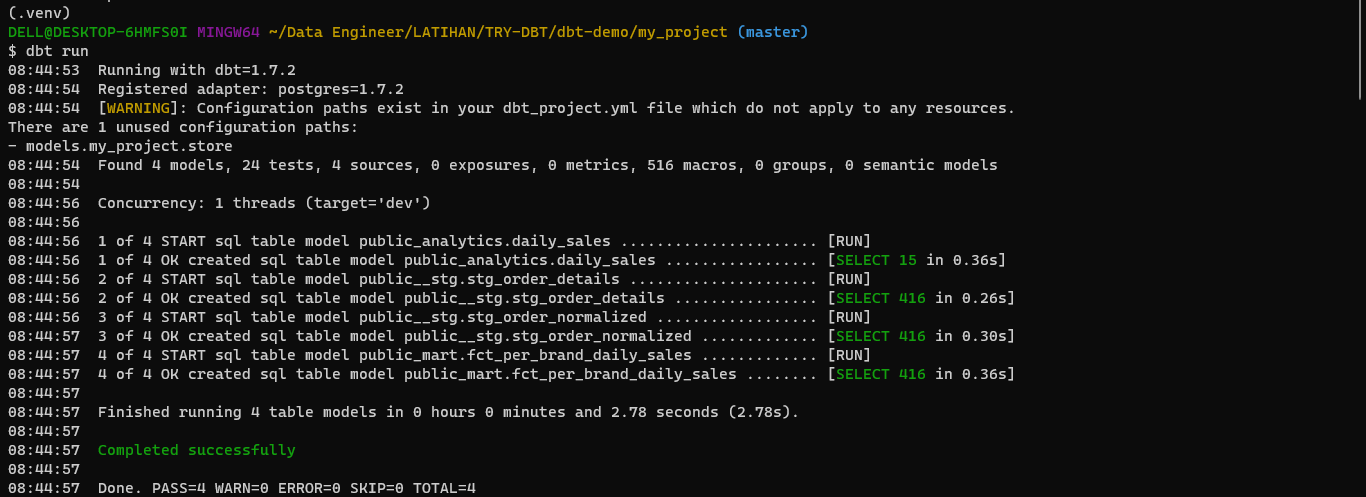 (.venv)
DELL@DESKTOP-6HMFS0I MINGW64 ~/Data Engineer/LATIHAN/TRY-DBT/dbt-demo/my_project (master)
$ dbt run
08:44:53  Running with dbt=1.7.2
08:44:54  Registered adapter: postgres=1.7.2
08:44:54  [WARNING]: Configuration paths exist in your dbt_project.yml file which do not apply to any resources.
There are 1 unused configuration paths:
- models.my_project.store
08:44:54  Found 4 models, 24 tests, 4 sources, 0 exposures, 0 metrics, 516 macros, 0 groups, 0 semantic models
08:44:54
08:44:56  Concurrency: 1 threads (target='dev')
08:44:56
08:44:56  1 of 4 START sql table model public_analytics.daily_sales ...................... [RUN]
08:44:56  1 of 4 OK created sql table model public_analytics.daily_sales ................. [SELECT 15 in 0.36s]
08:44:56  2 of 4 START sql table model public__stg.stg_order_details ..................... [RUN]
08:44:56  2 of 4 OK created sql table model public__stg.stg_order_details ................ [SELECT 416 in 0.26s]
08:44:56  3 of 4 START sql table model public__stg.stg_order_normalized .................. [RUN]
08:44:57  3 of 4 OK created sql table model public__stg.stg_order_normalized ............. [SELECT 416 in 0.30s]
08:44:57  4 of 4 START sql table model public_mart.fct_per_brand_daily_sales ............. [RUN]
08:44:57  4 of 4 OK created sql table model public_mart.fct_per_brand_daily_sales ........ [SELECT 416 in 0.36s]
08:44:57
08:44:57  Finished running 4 table models in 0 hours 0 minutes and 2.78 seconds (2.78s).
08:44:57
08:44:57  Completed successfully
08:44:57
08:44:57  Done. PASS=4 WARN=0 ERROR=0 SKIP=0 TOTAL=4